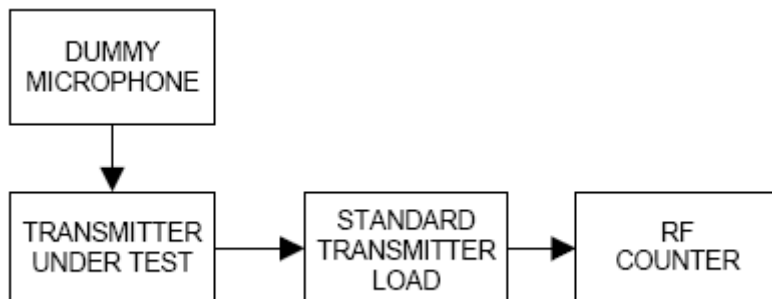 DUMMY
MICROPHONE
TRANSMITTER
UNDER TEST
STANDARD
TRANSMITTER
LOAD
RF
COUNTER